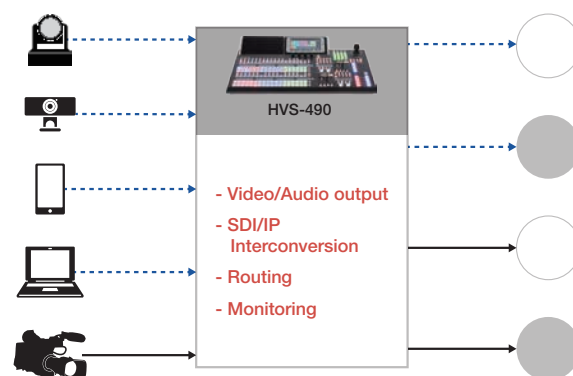 HVS-490
- Video/Audio output
- SDI/IP
Interconversion
- Routing
- Monitoring